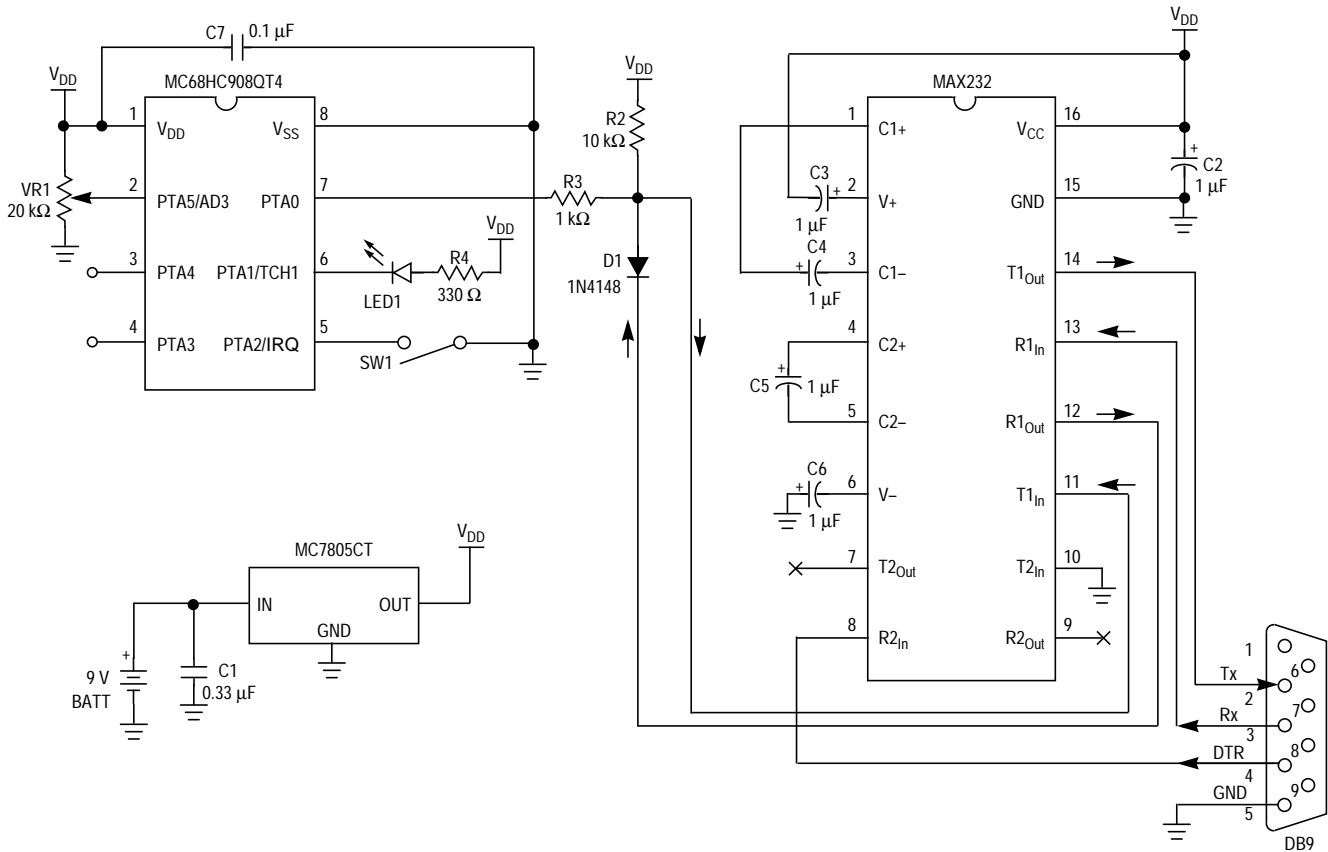 C7
0.1 µF
VDD
MC68HC908QT4
1
VDD
VSS
8
VR1
20 kΩ
2
PTA5/AD3
PTA0
7
3
PTA4
PTA1/TCH1
6
4
PTA3
PTA2/IRQ
5
LED1
R4
330 Ω
VDD
SW1
R3
1 kΩ
VDD
R2
10 kΩ
D1
1N4148
VDD
MAX232
1
C1+
VCC
16
+
C2
1 µF
C3
+
1 µF
2
V+
GND
15
C4
+
1 µF
3
C1–
T1Out
14
4
C2+
R1In
13
C5
+
1 µF
5
C2–
R1Out
12
C6
+
1 µF
6
V–
T1In
11
7
T2Out
T2In
10
8
R2In
R2Out
9
MC7805CT
VDD
IN
OUT
GND
+
9 V
BATT
C1
0.33 µF
1
6
Tx
2
7
Rx
3
8
DTR
4
9
GND
5
DB9